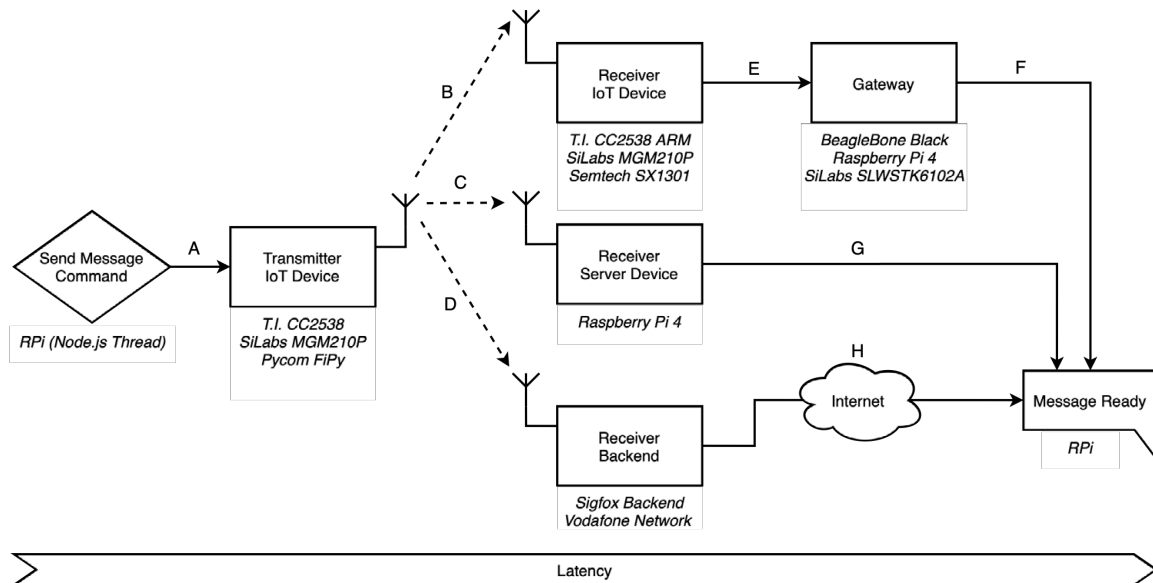 Send Message
Command
RPi (Node.js Thread)
A
Transmitter
IoT Device
T.I. CC2538
SiLabs MGM210P
Pycom FiPy
B
C
D
Receiver
IoT Device
T.I. CC2538 ARM
SiLabs MGM210P
Semtech SX1301
E
Gateway
BeagleBone Black
Raspberry Pi 4
SiLabs SLWSTK6102A
F
Receiver
Server Device
Raspberry Pi 4
G
Receiver
Backend
Sigfox Backend
Vodafone Network
H
Internet
Message Ready
RPi
Latency